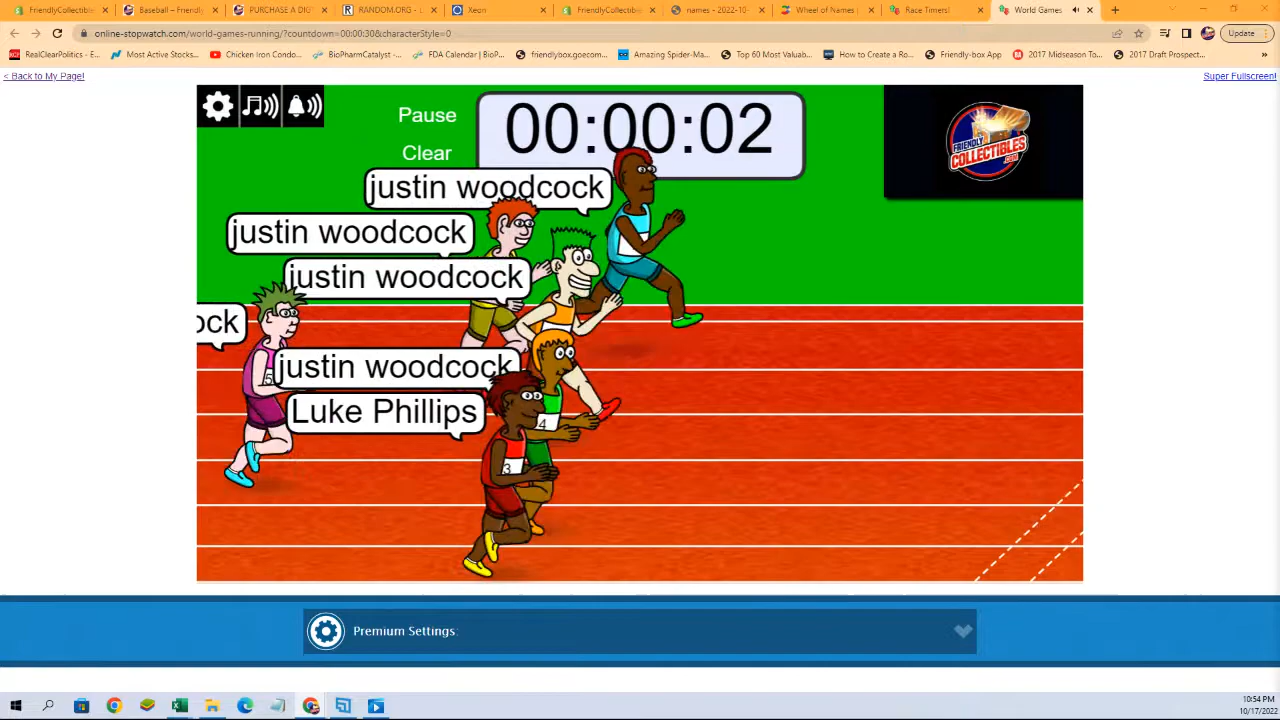 FriendlyCollectible
Baseball – Friendly
PURCHASE A DIG
RANDOM.ORG - L
Xeon
FriendlyCollectible
names - 2022-10-
Wheel of Names |
Race Timers!
World Games
online-stopwatch.com/world-games-running/?countdown=00:00:30&characterStyle=0
Update
RealClearPolitics - E...
Most Active Stocks...
Chicken Iron Condo...
BioPharmCatalyst -...
FDA Calendar | BioP...
friendlybox.goecom...
Amazing Spider-Ma...
Top 60 Most Valuab...
How to Create a Ro...
Friendly-box App
2017 Midseason To...
2017 Draft Prospect...
»
< Back to My Page!
Super Fullscreen!
Pause
Clear
00:00:02
FRIENDLY
COLLECTIBLES
.COM
justin woodcock
justin woodcock
justin woodcock
ock
justin woodcock
Luke Phillips
5
4
3
Premium Settings:
10:54 PM
10/17/2022